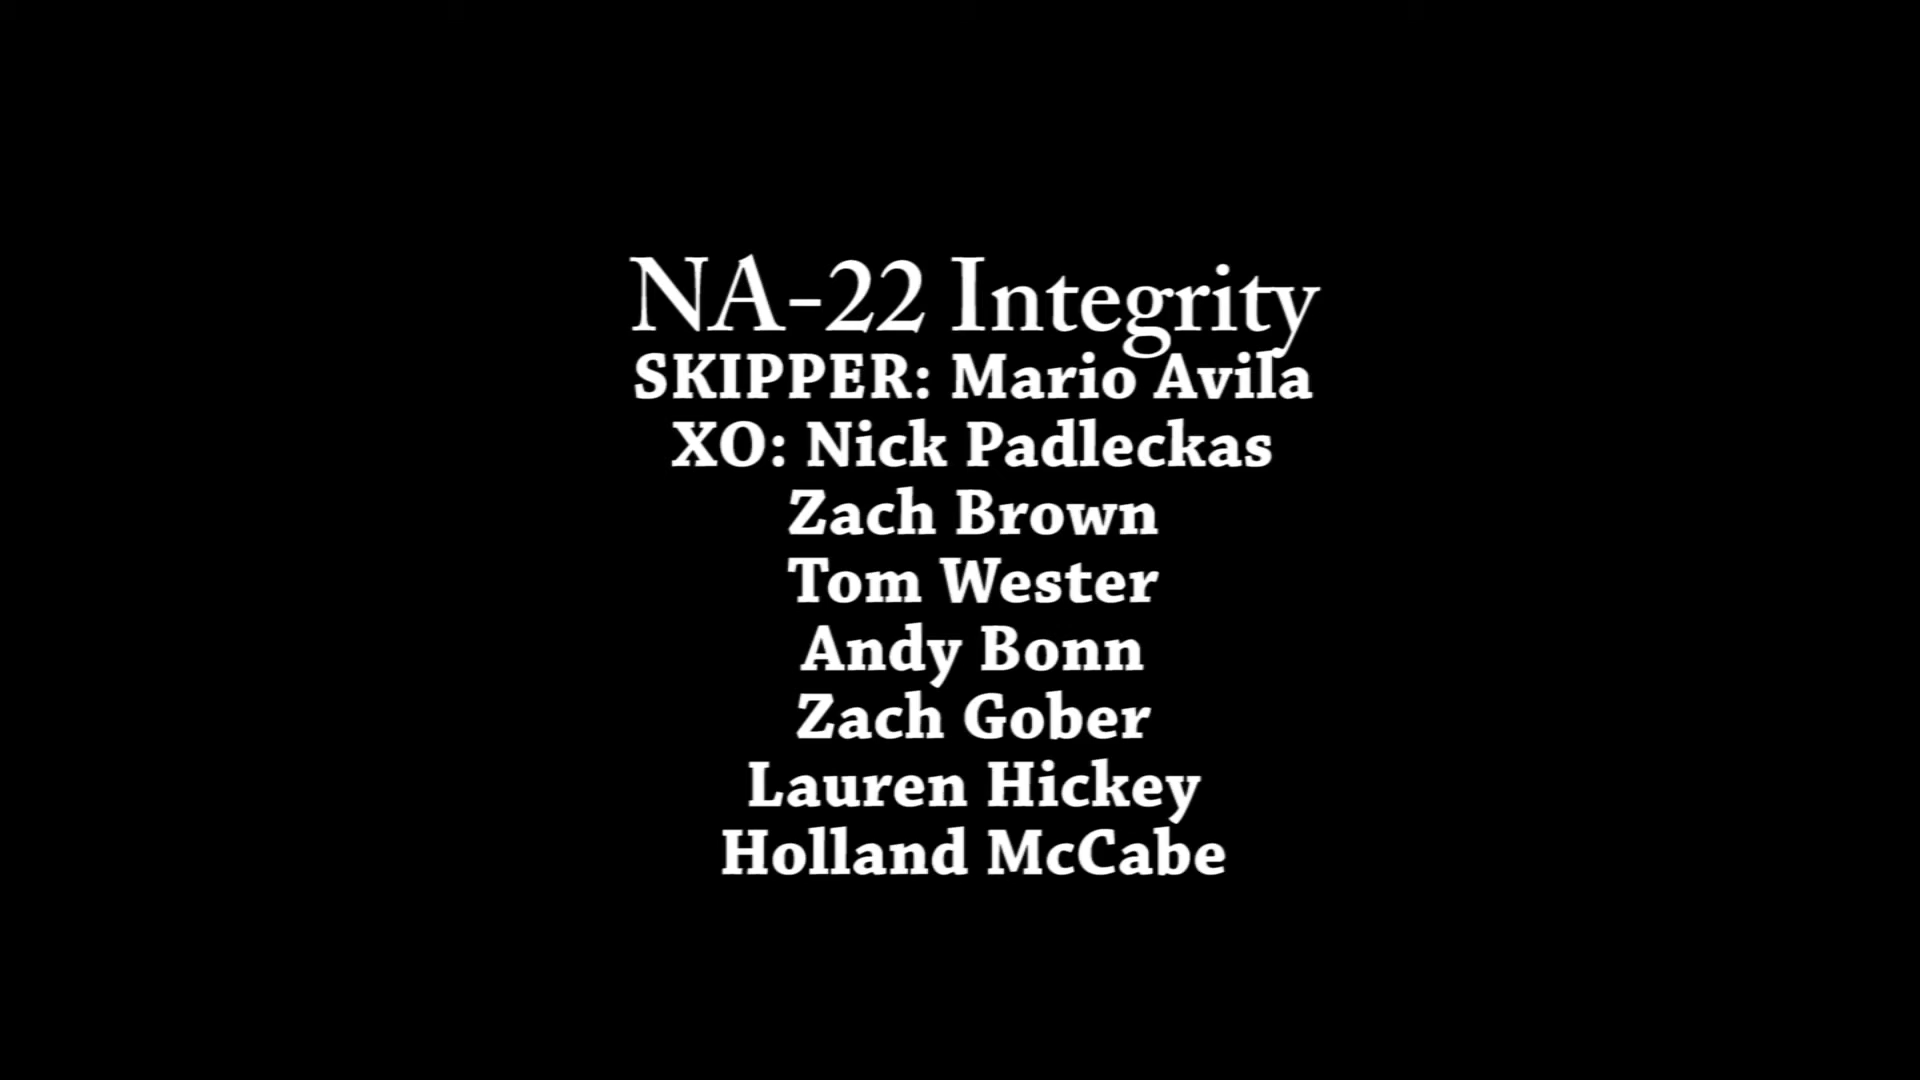 NA-22 Integrity
SKIPPER: Mario Avila
XO: Nick Padleckas
Zach Brown
Tom Wester
Andy Bonn
Zach Gober
Lauren Hickey
Holland McCabe